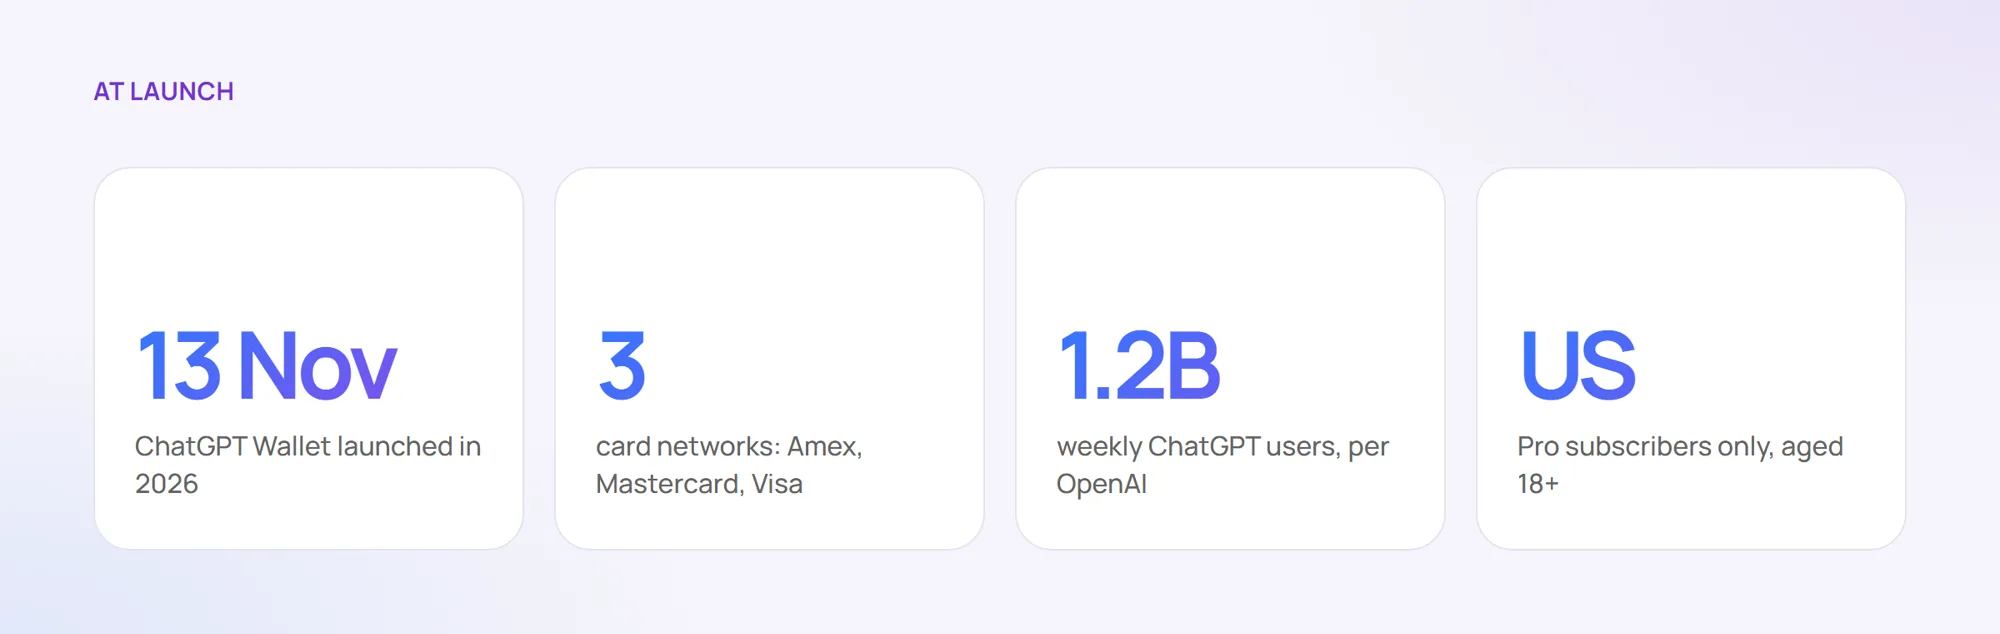 AT LAUNCH
13 Nov
ChatGPT Wallet launched in
2026
3
card networks: Amex,
Mastercard, Visa
1.2B
weekly ChatGPT users, per
OpenAI
US
Pro subscribers only, aged
18+